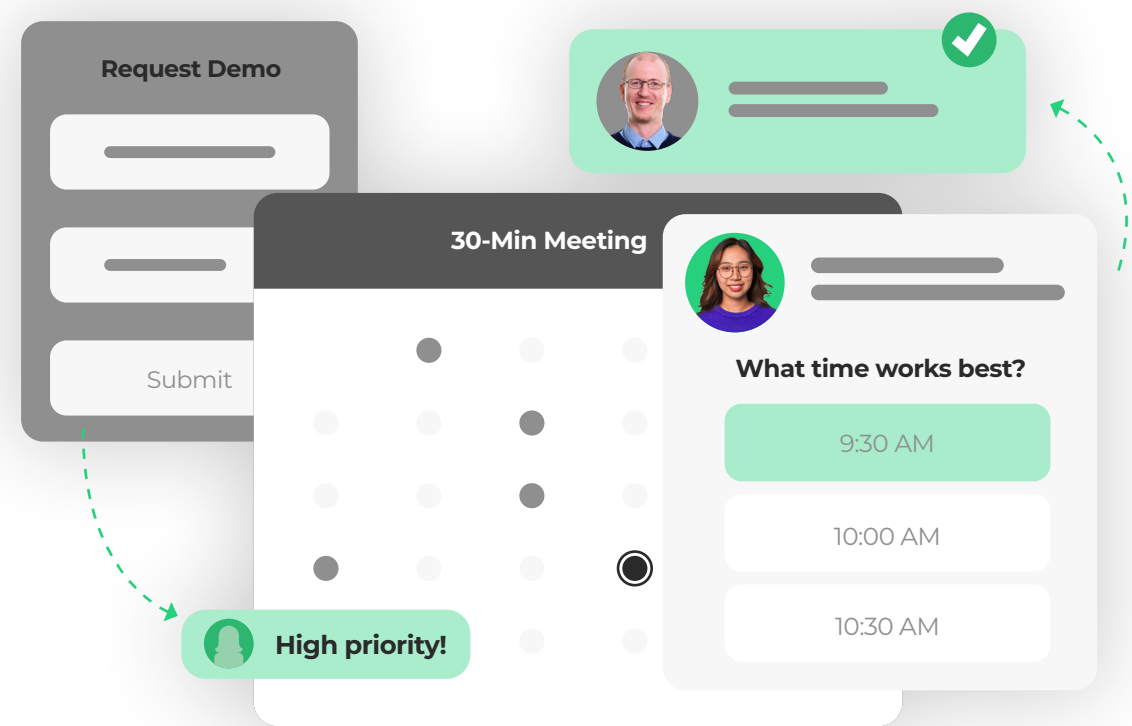 Request Demo
Submit
30-Min Meeting
High priority!
What time works best?
9:30 AM
10:00 AM
10:30 AM